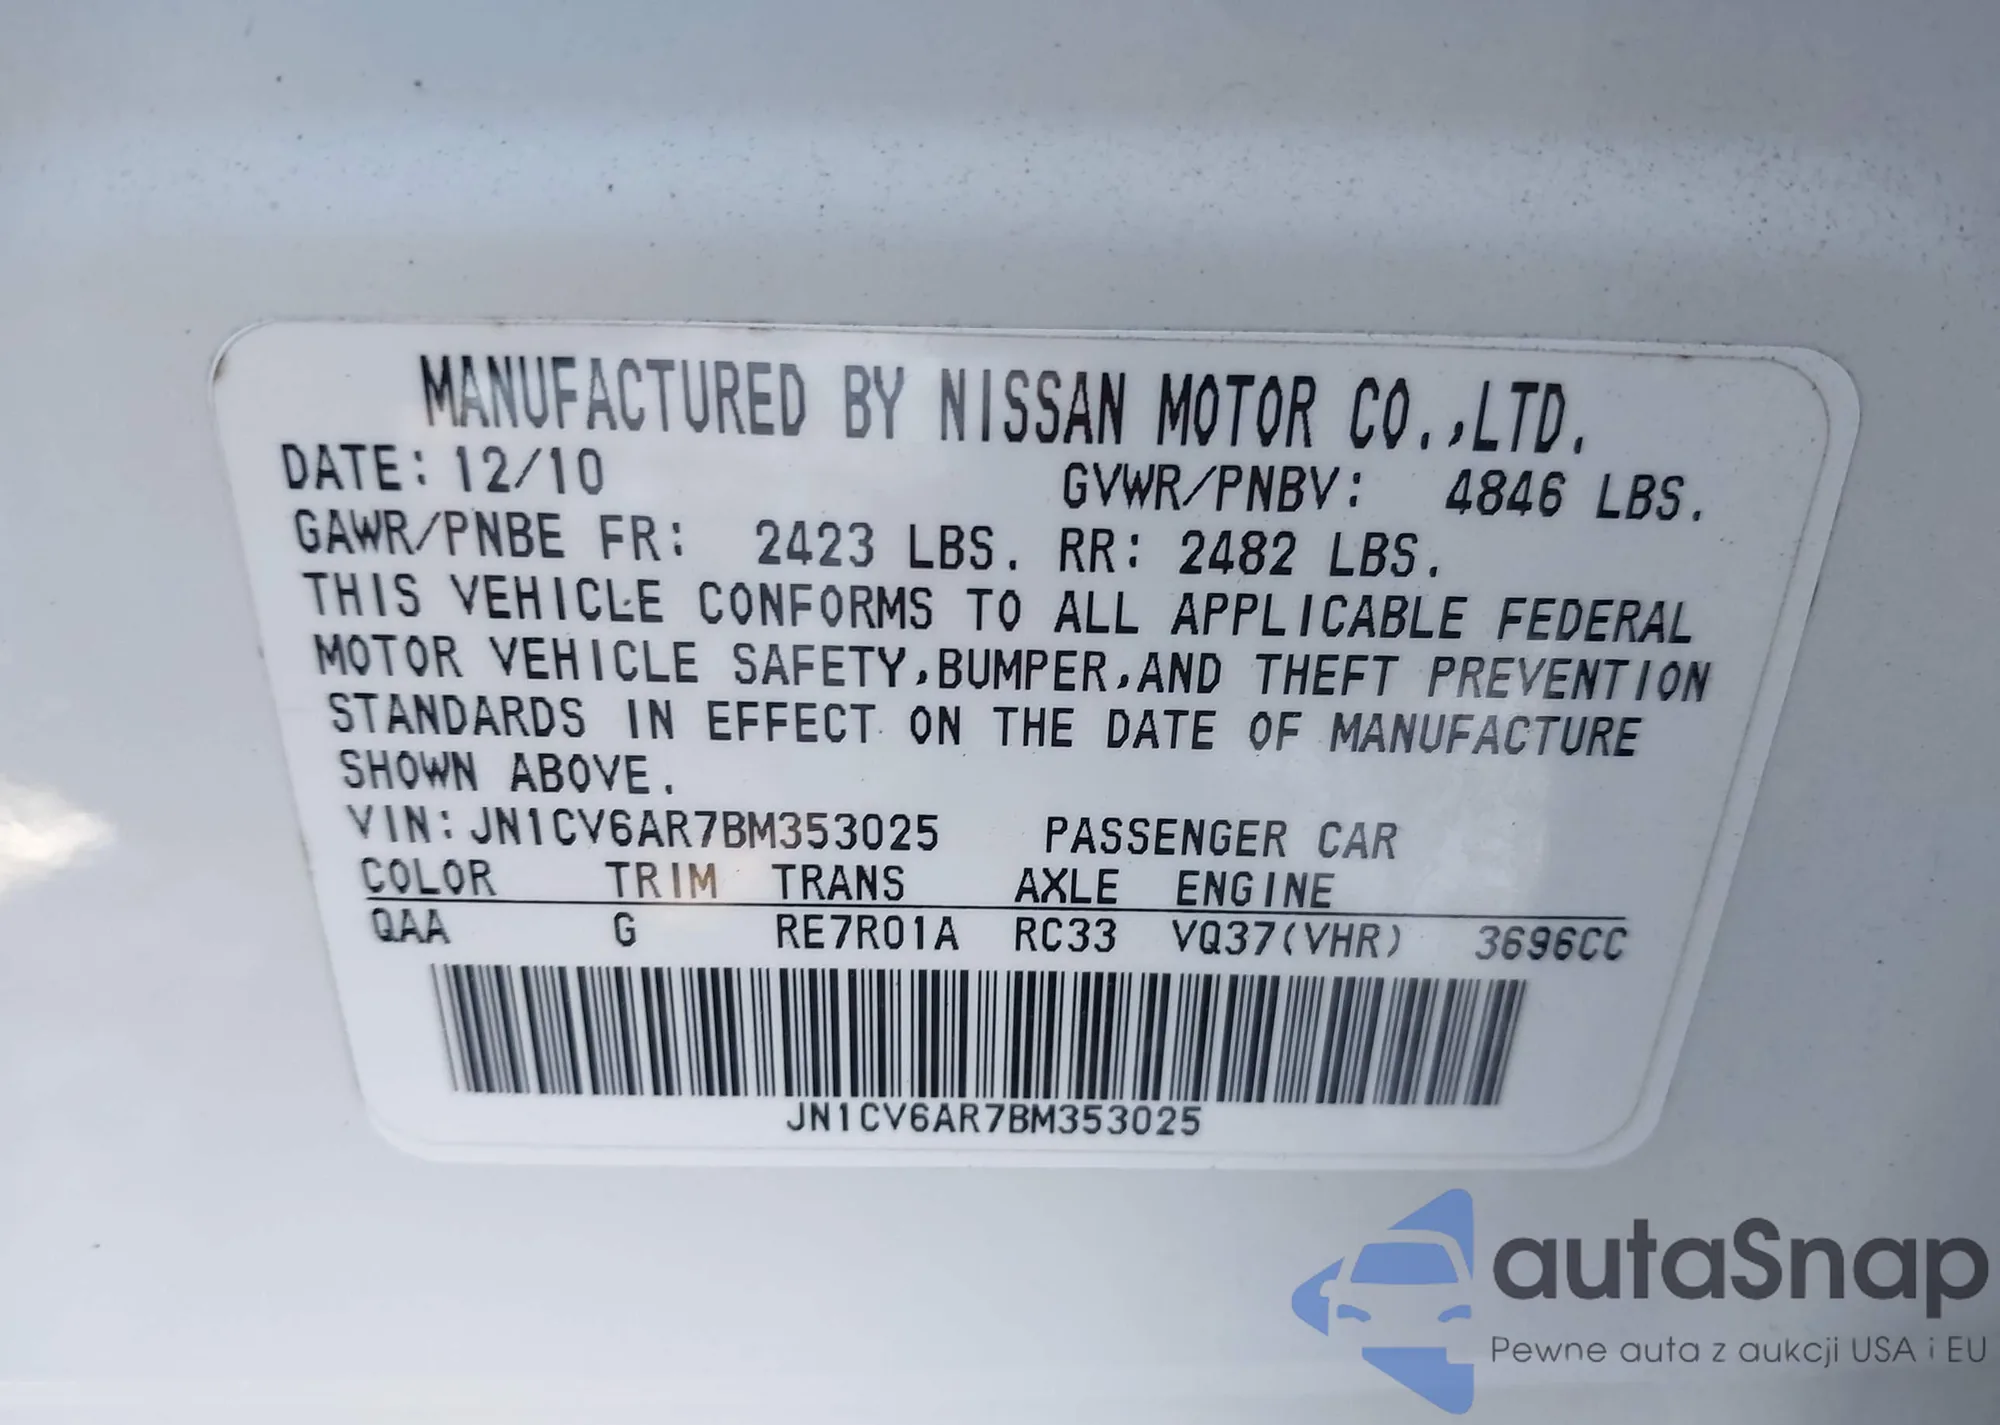 MANUFACTURED BY NISSAN MOTOR CO.,LTD.
DATE: 12/10 GVWR/PNBV: 4846 LBS.
GAWR/PNBE FR: 2423 LBS. RR: 2482 LBS.
THIS VEHICLE CONFORMS TO ALL APPLICABLE FEDERAL
MOTOR VEHICLE SAFETY,BUMPER,AND THEFT PREVENTION
STANDARDS IN EFFECT ON THE DATE OF MANUFACTURE
SHOWN ABOVE.
VIN: JN1CV6AR7BM353025 PASSENGER CAR
COLOR TRIM TRANS AXLE ENGINE
QAA G RE7R01A RC33 VQ37(VHR) 3696CC
JN1CV6AR7BM353025
autaSnap
Pewne auta z aukcji USA i EU